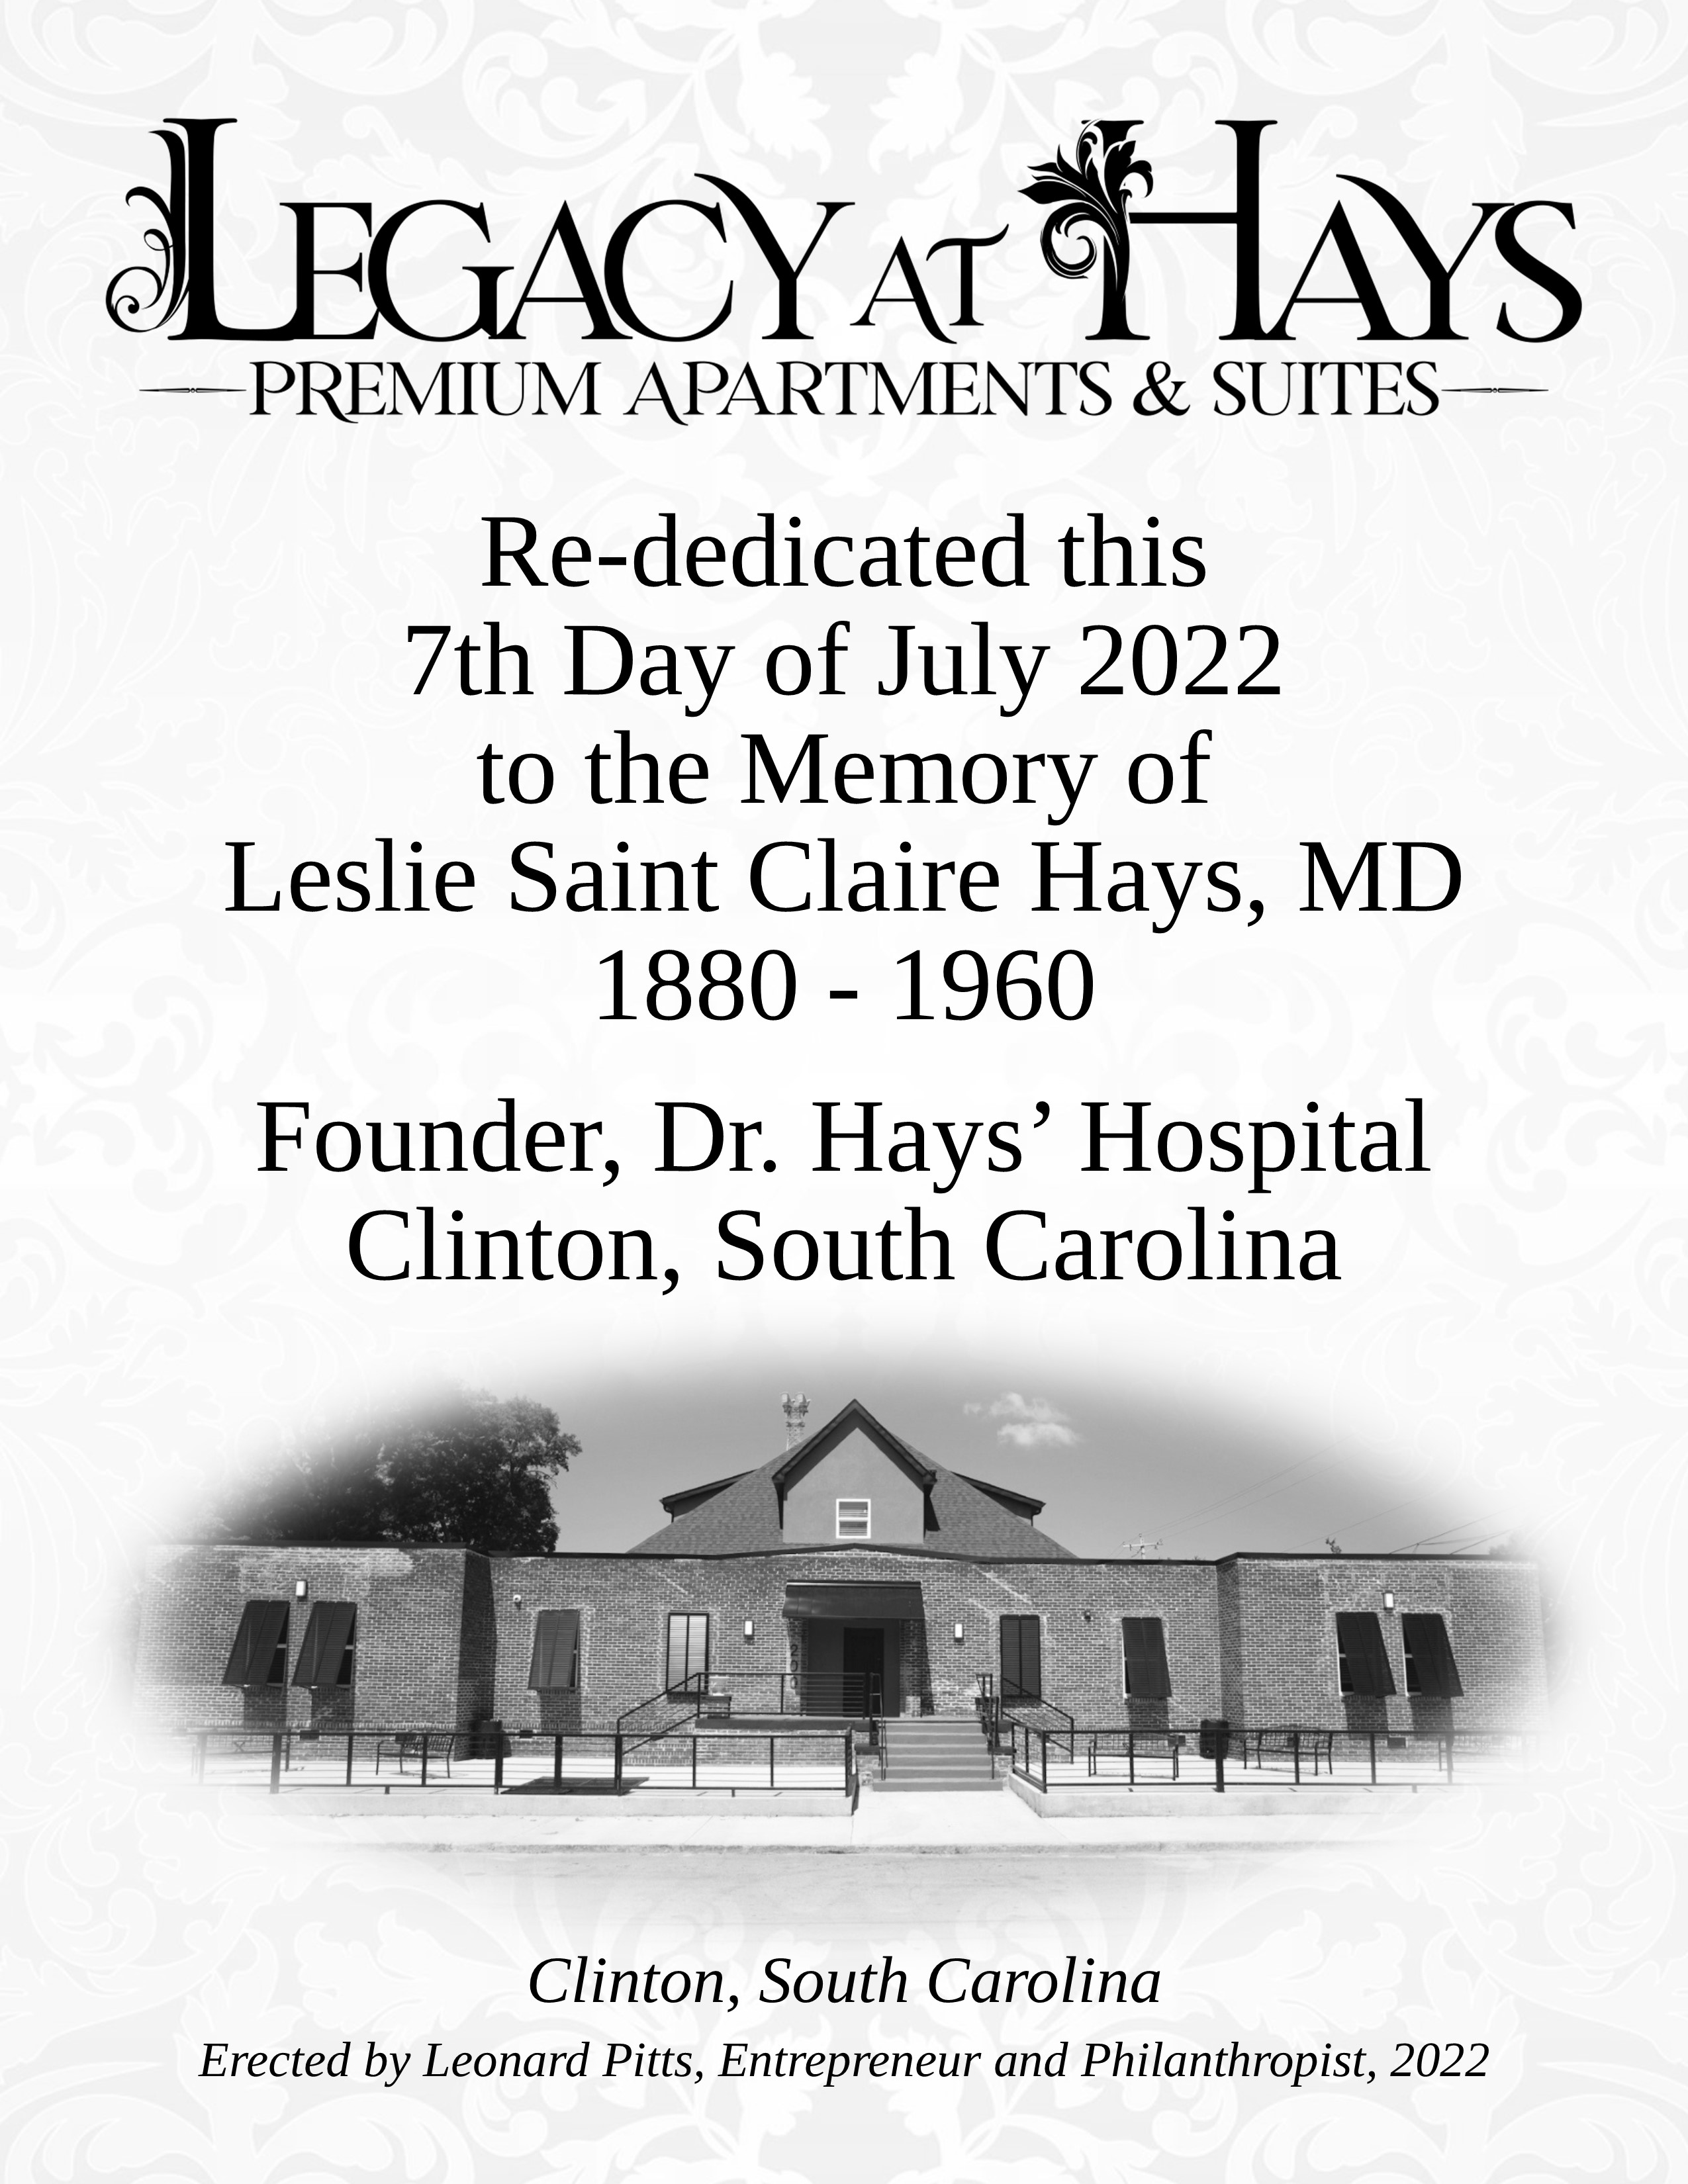 LEGACY AT HAYS
PREMIUM APARTMENTS & SUITES
Re-dedicated this
7th Day of July 2022
to the Memory of
Leslie Saint Claire Hays, MD
1880 - 1960
Founder, Dr. Hays’ Hospital
Clinton, South Carolina
Clinton, South Carolina
Erected by Leonard Pitts, Entrepreneur and Philanthropist, 2022